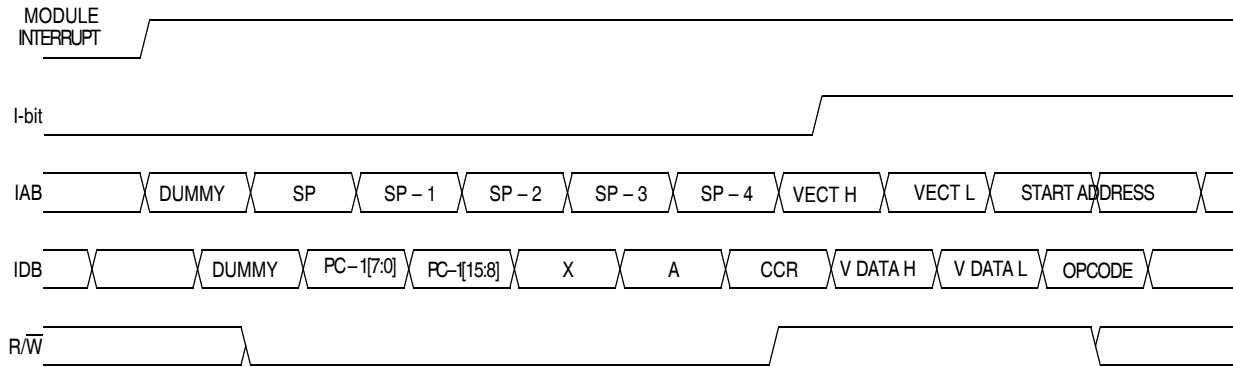 MODULE
INTERRUPT
I-bit
IAB DUMMY SP SP – 1 SP – 2 SP – 3 SP – 4 VECT H VECT L START ADDRESS
IDB DUMMY PC – 1[7:0] PC–1[15:8] X A CCR V DATA H V DATA L OPCODE
R/W̅